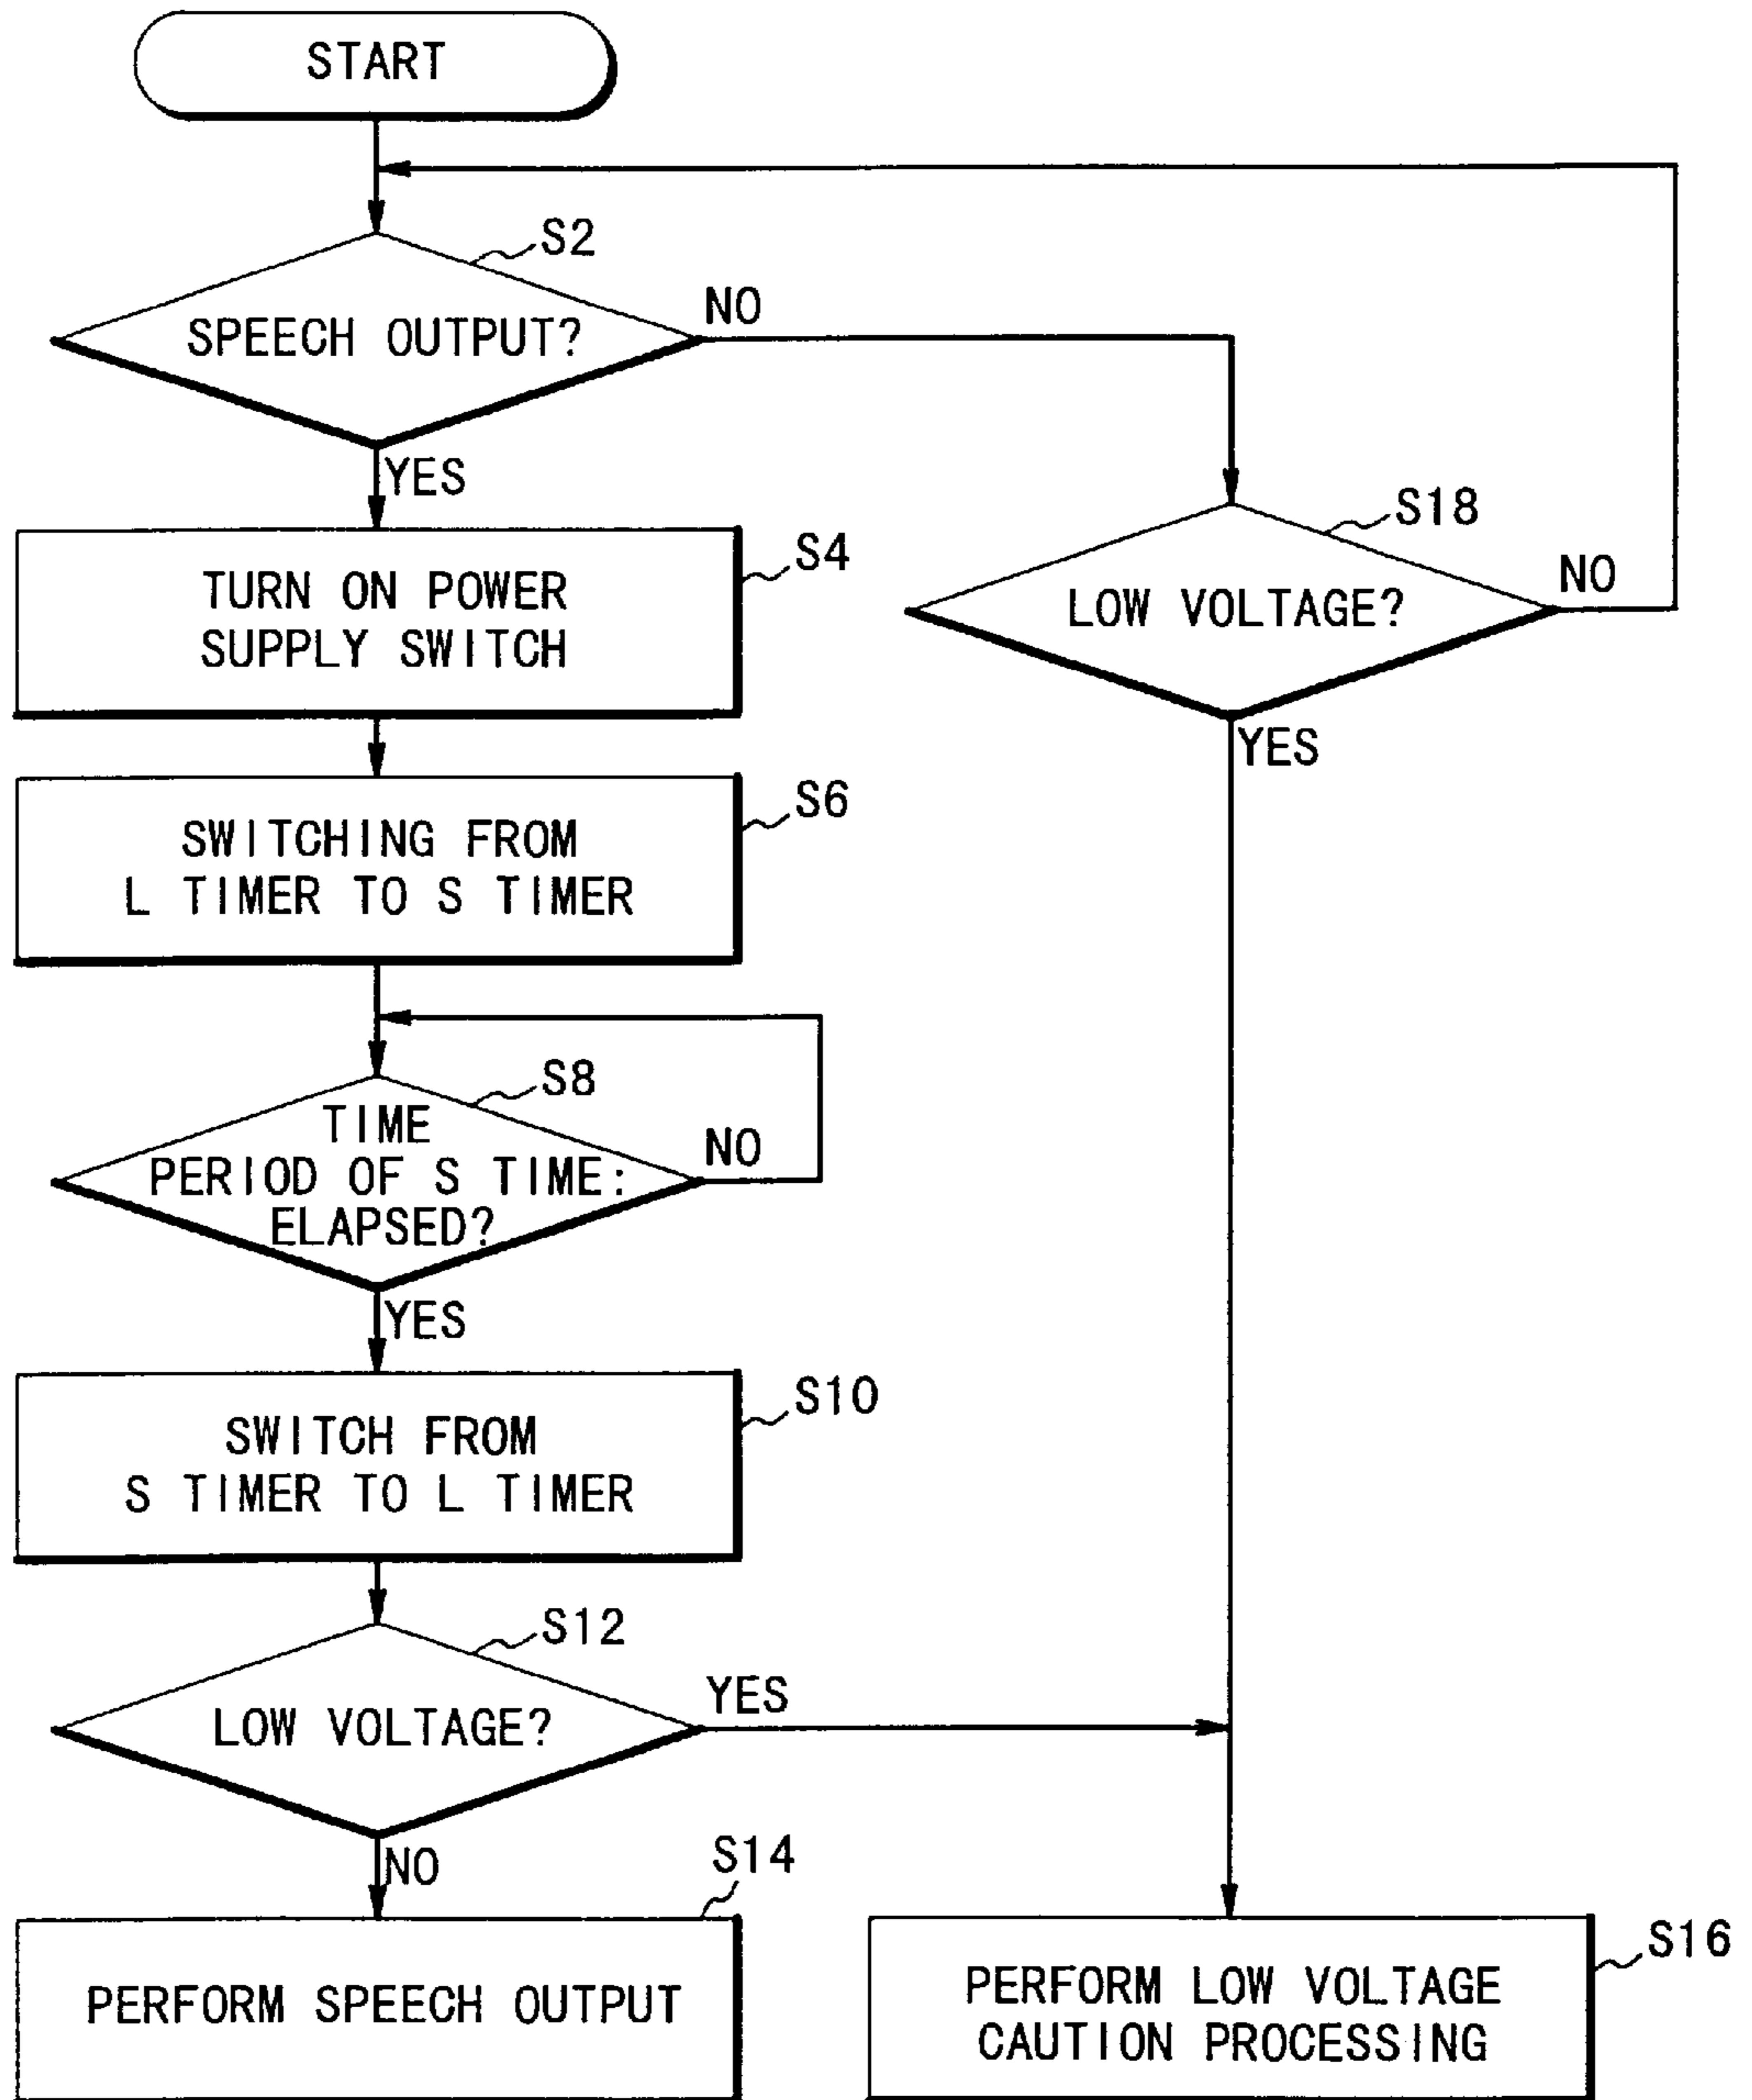 START
S2
SPEECH OUTPUT?
NO
YES
S4
TURN ON POWER
SUPPLY SWITCH
S18
LOW VOLTAGE?
NO
YES
S6
SWITCHING FROM
L TIMER TO S TIMER
S8
TIME
PERIOD OF S TIME:
ELAPSED?
NO
YES
S10
SWITCH FROM
S TIMER TO L TIMER
S12
LOW VOLTAGE?
YES
NO
S14
PERFORM SPEECH OUTPUT
S16
PERFORM LOW VOLTAGE
CAUTION PROCESSING